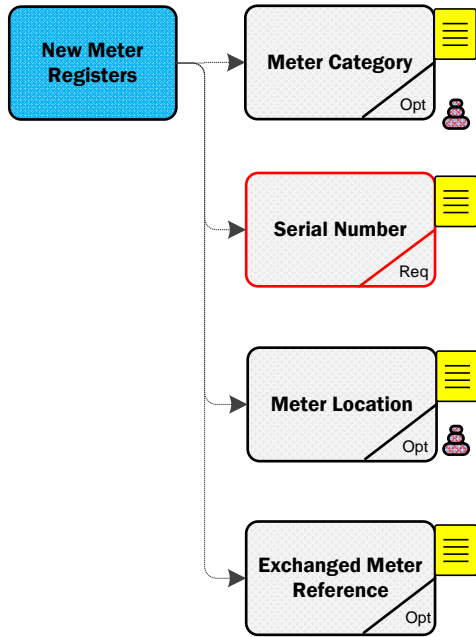 New Meter
Registers
Meter Category
Opt
Serial Number
Req
Meter Location
Opt
Exchanged Meter
Reference
Opt